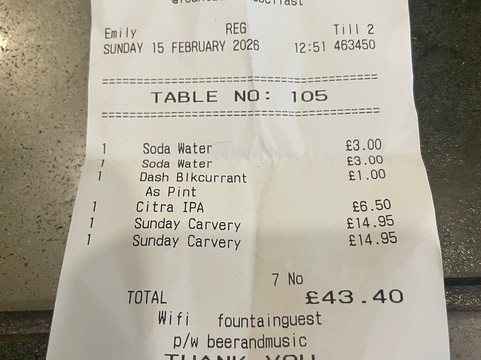 Emily REG Till 2
SUNDAY 15 FEBRUARY 2026 12:51 463450
TABLE NO: 105
1 Soda Water £3.00
1 Soda Water £3.00
1 Dash Blkcurrant £1.00
As Pint
1 Citra IPA £6.50
1 Sunday Carvery £14.95
1 Sunday Carvery £14.95
7 No
TOTAL £43.40
Wifi fountainguest
p/w beerandmusic
THANK YOU